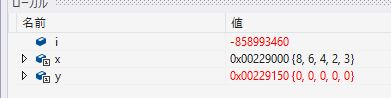 ローカル
名前 値
i -858993460
x 0x00229000 {8, 6, 4, 2, 3}
y 0x00229150 {0, 0, 0, 0, 0}